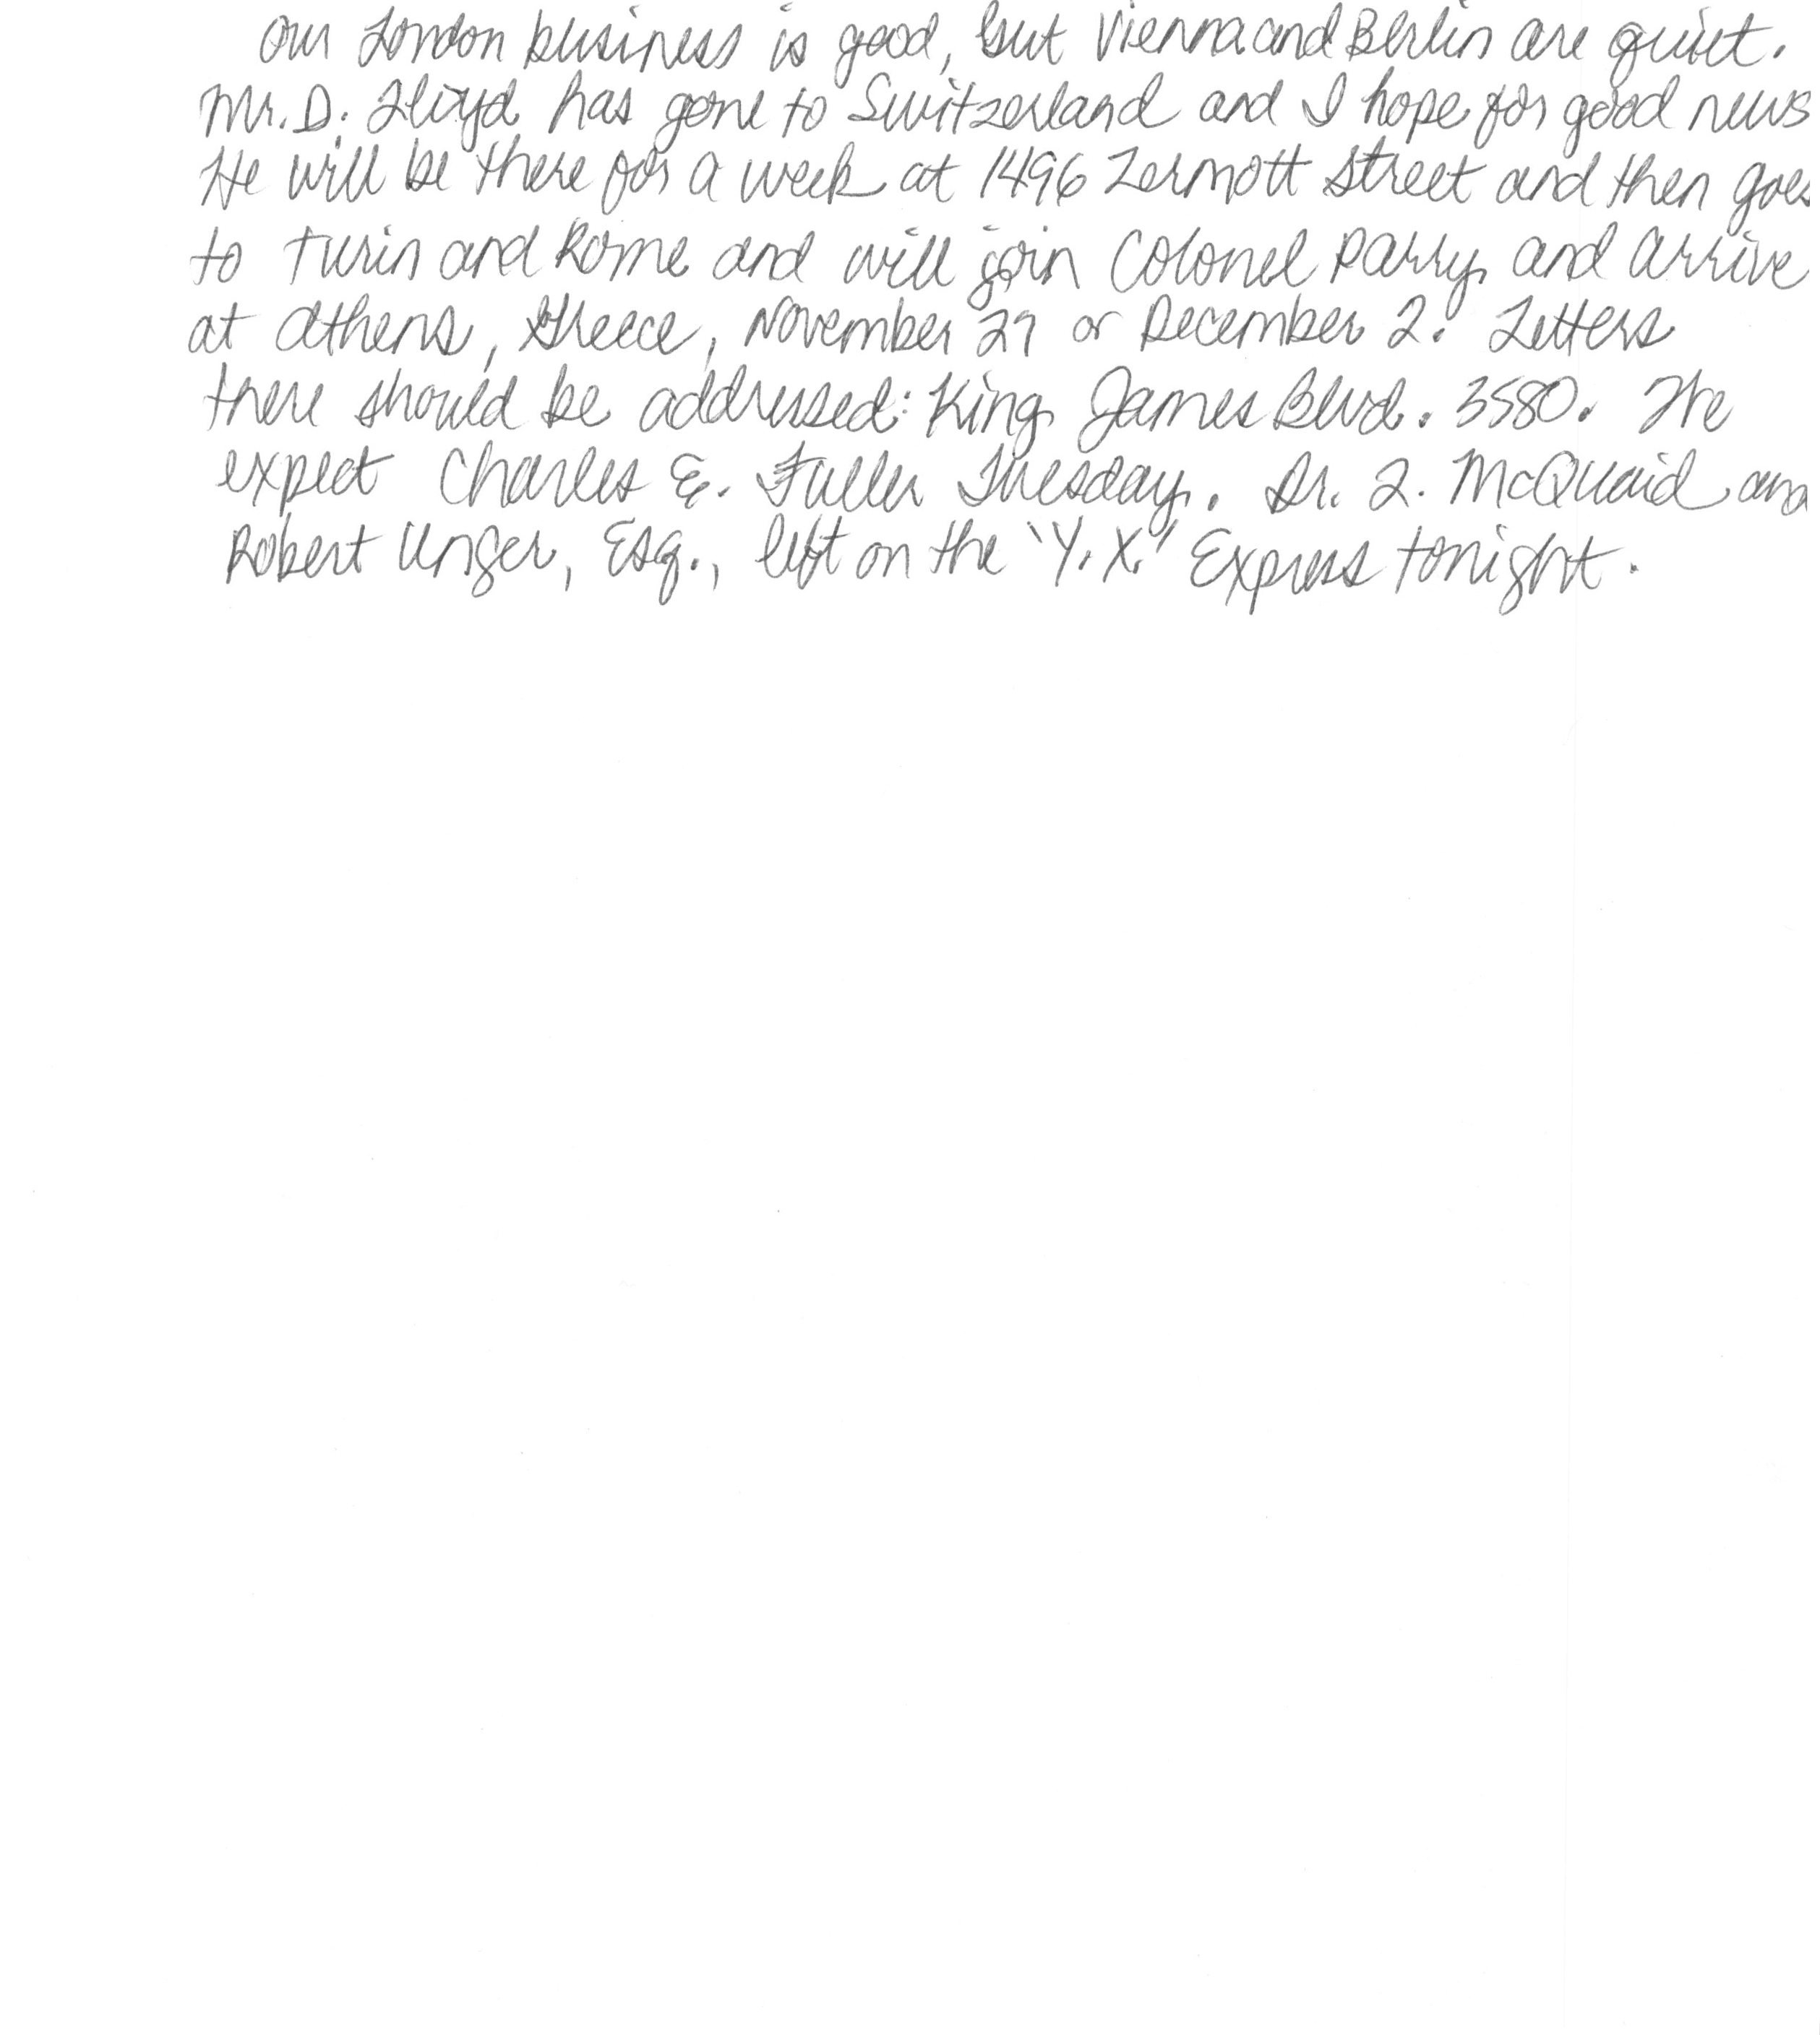 Our London business is good, but Vienna and Berlin are quiet.
Mr. D. Lloyd has gone to Switzerland and I hope for good news
He will be there for a week at 1496 Zermott Street and then goes
to Turin and Rome and will join Colonel Parry and arrive
at Athens, Greece, November 27 or December 2. Letters
there should be addressed: King James Blvd. 3580. We
expect Charles E. Fuller Tuesday. Dr. L. McQuaid and
Robert Unger, Esq., left on the "Y.X." Express tonight.